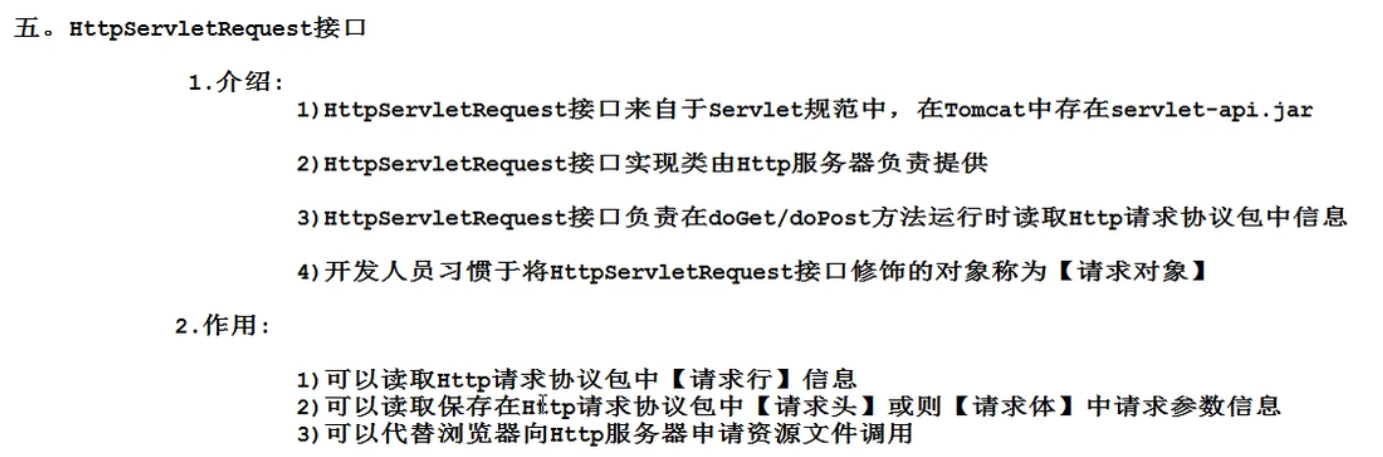 五。HttpServletRequest接口
1.介绍:
1)HttpServletRequest接口来自于Servlet规范中，在Tomcat中存在servlet-api.jar
2)HttpServletRequest接口实现类由Http服务器负责提供
3)HttpServletRequest接口负责在doGet/doPost方法运行时读取Http请求协议包中信息
4)开发人员习惯于将HttpServletRequest接口修饰的对象称为【请求对象】
2.作用:
1)可以读取Http请求协议包中【请求行】信息
2)可以读取保存在Http请求协议包中【请求头】或则【请求体】中请求参数信息
3)可以代替浏览器向Http服务器申请资源文件调用